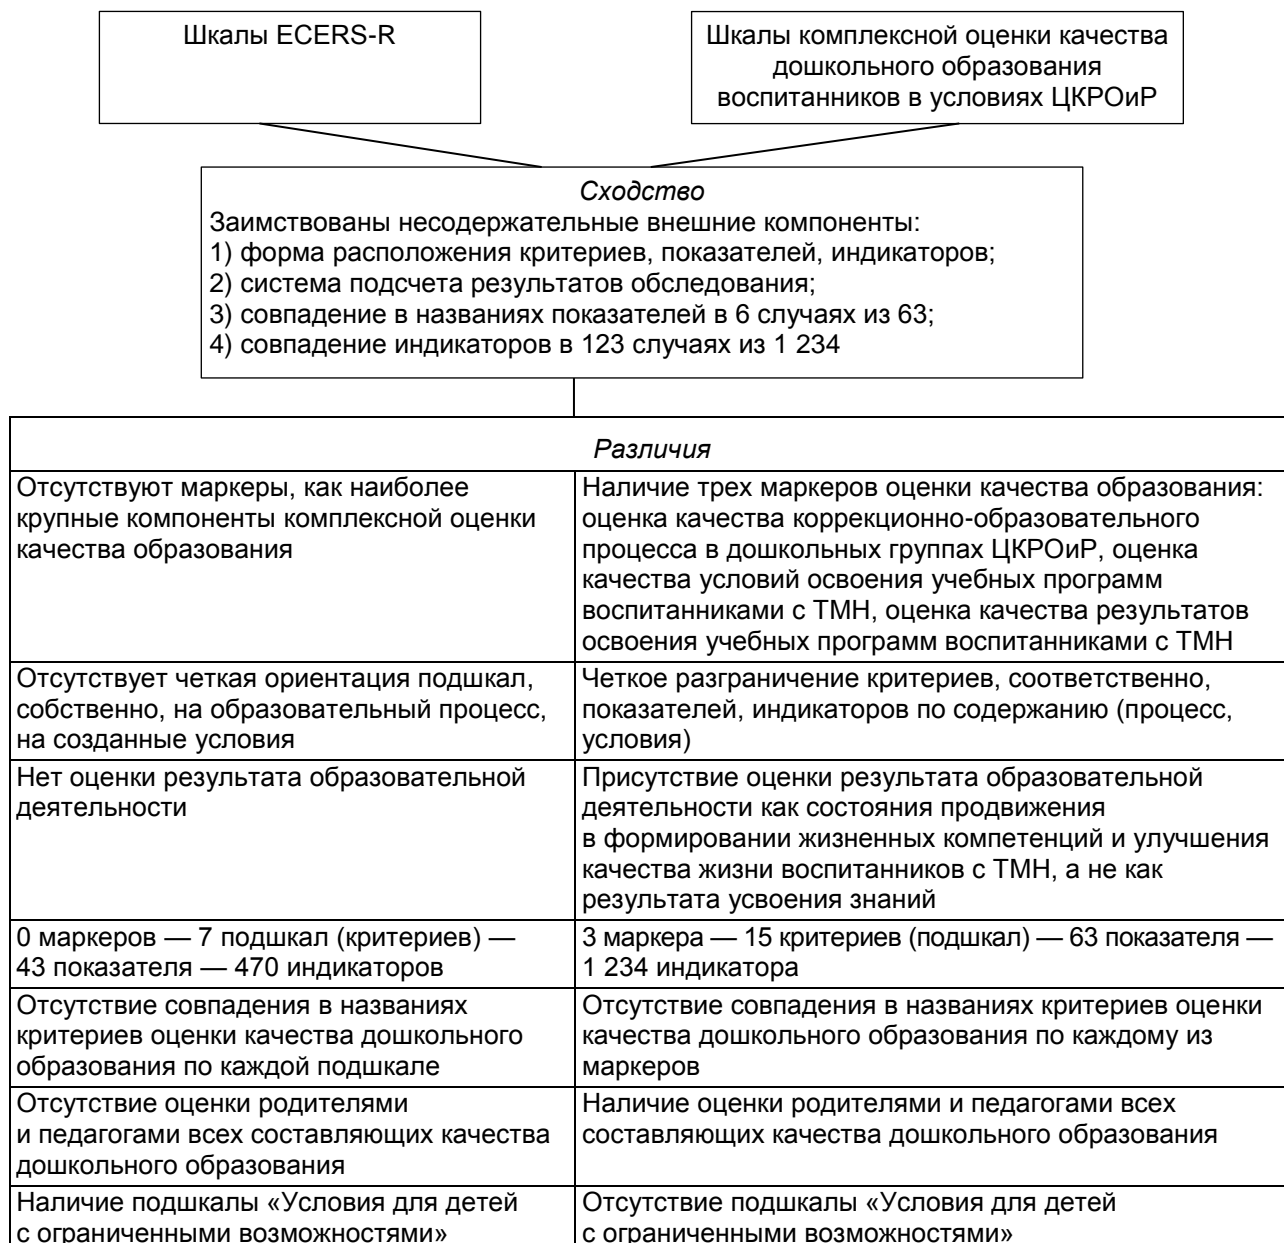 Шкалы ECERS-R
Шкалы комплексной оценки качества
дошкольного образования
воспитанников в условиях ЦКРОиР
Сходство
Заимствованы несодержательные внешние компоненты:
1) форма расположения критериев, показателей, индикаторов;
2) система подсчета результатов обследования;
3) совпадение в названиях показателей в 6 случаях из 63;
4) совпадение индикаторов в 123 случаях из 1 234
Различия
Отсутствуют маркеры, как наиболее
крупные компоненты комплексной оценки
качества образования
Наличие трех маркеров оценки качества образования:
оценка качества коррекционно-образовательного
процесса в дошкольных группах ЦКРОиР, оценка
качества условий освоения учебных программ
воспитанниками с ТМН, оценка качества результатов
освоения учебных программ воспитанниками с ТМН
Отсутствует четкая ориентация подшкал,
собственно, на образовательный процесс,
на созданные условия
Четкое разграничение критериев, соответственно,
показателей, индикаторов по содержанию (процесс,
условия)
Нет оценки результата образовательной
деятельности
Присутствие оценки результата образовательной
деятельности как состояния продвижения
в формировании жизненных компетенций и улучшения
качества жизни воспитанников с ТМН, а не как
результата усвоения знаний
0 маркеров — 7 подшкал (критериев) —
43 показателя — 470 индикаторов
3 маркера — 15 критериев (подшкал) — 63 показателя —
1 234 индикатора
Отсутствие совпадения в названиях
критериев оценки качества дошкольного
образования по каждой подшкале
Отсутствие совпадения в названиях критериев оценки
качества дошкольного образования по каждому из
маркеров
Отсутствие оценки родителями
и педагогами всех составляющих качества
дошкольного образования
Наличие оценки родителями и педагогами всех
составляющих качества дошкольного образования
Наличие подшкалы «Условия для детей
с ограниченными возможностями»
Отсутствие подшкалы «Условия для детей
с ограниченными возможностями»